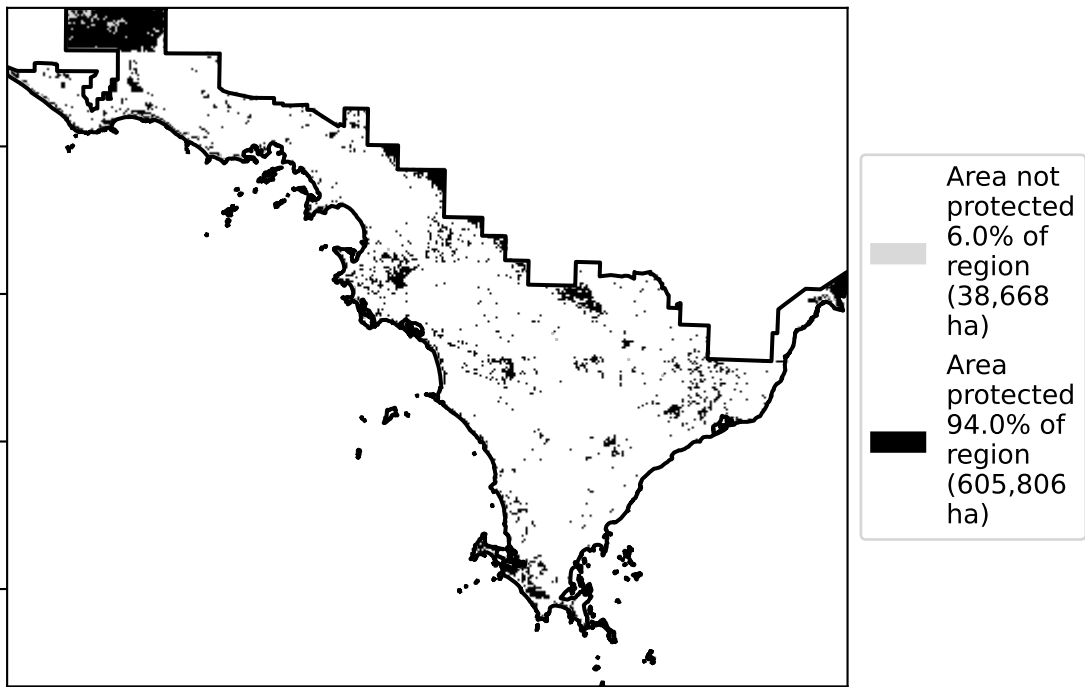 Area not
protected
6.0% of
region
(38,668
ha)
Area
protected
94.0% of
region
(605,806
ha)